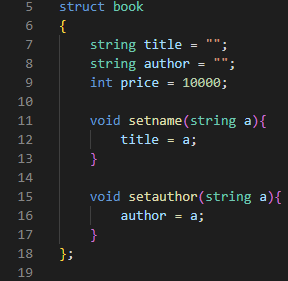 5 struct book
6 {
7     string title = "";
8     string author = "";
9     int price = 10000;
10
11     void setname(string a){
12         title = a;
13     }
14
15     void setauthor(string a){
16         author = a;
17     }
18 };
19